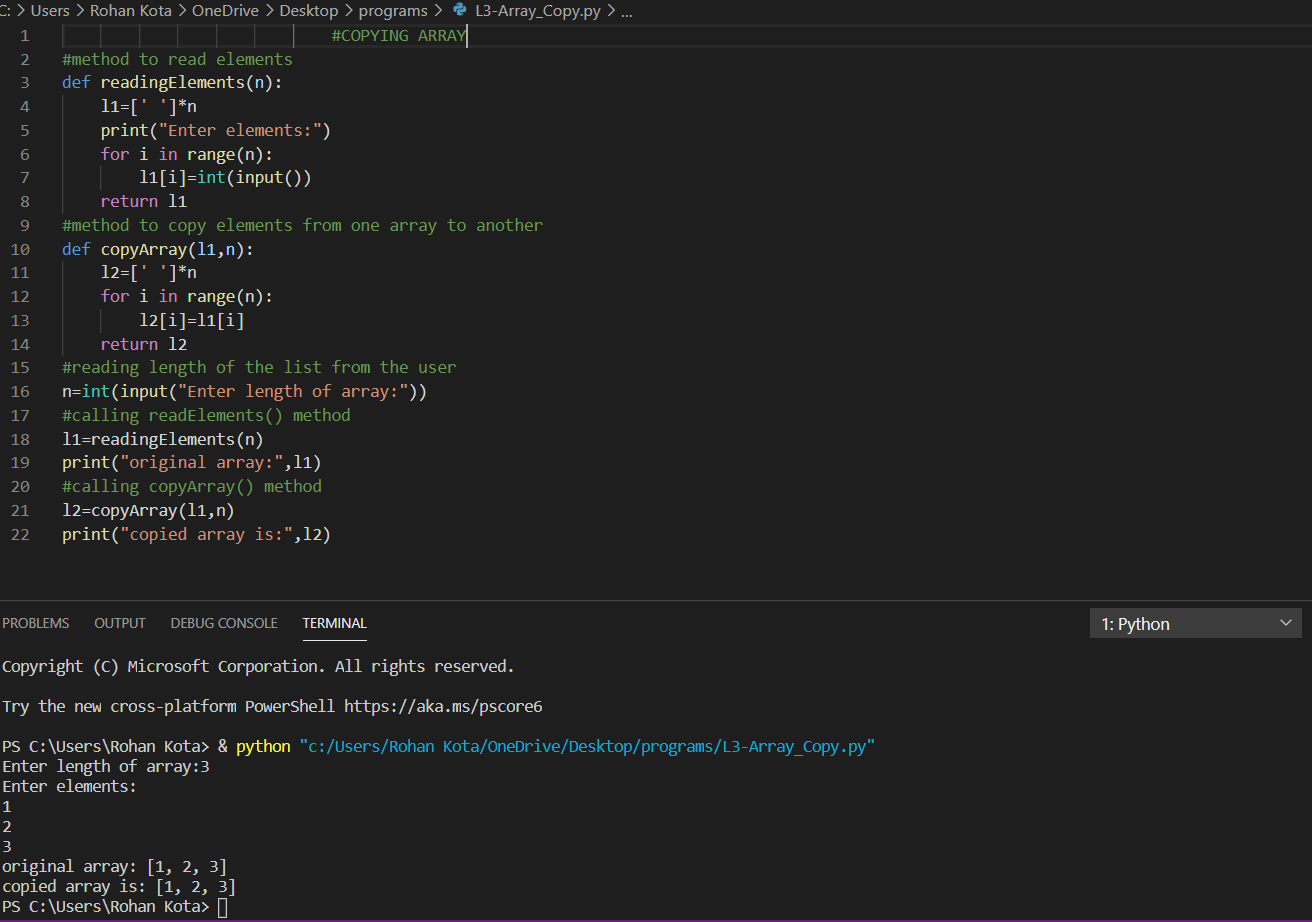 C: > Users > Rohan Kota > OneDrive > Desktop > programs > L3-Array_Copy.py > ...
1 #COPYING ARRAY
2 #method to read elements
3 def readingElements(n):
4     l1=[' ']*n
5     print("Enter elements:")
6     for i in range(n):
7         l1[i]=int(input())
8     return l1
9 #method to copy elements from one array to another
10 def copyArray(l1,n):
11     l2=[' ']*n
12     for i in range(n):
13         l2[i]=l1[i]
14     return l2
15 #reading length of the list from the user
16 n=int(input("Enter length of array:"))
17 #calling readElements() method
18 l1=readingElements(n)
19 print("original array:",l1)
20 #calling copyArray() method
21 l2=copyArray(l1,n)
22 print("copied array is:",l2)
PROBLEMS OUTPUT DEBUG CONSOLE TERMINAL 1: Python
Copyright (C) Microsoft Corporation. All rights reserved.
Try the new cross-platform PowerShell https://aka.ms/pscore6
PS C:\Users\Rohan Kota> & python "c:/Users/Rohan Kota/OneDrive/Desktop/programs/L3-Array_Copy.py"
Enter length of array:3
Enter elements:
1
2
3
original array: [1, 2, 3]
copied array is: [1, 2, 3]
PS C:\Users\Rohan Kota>